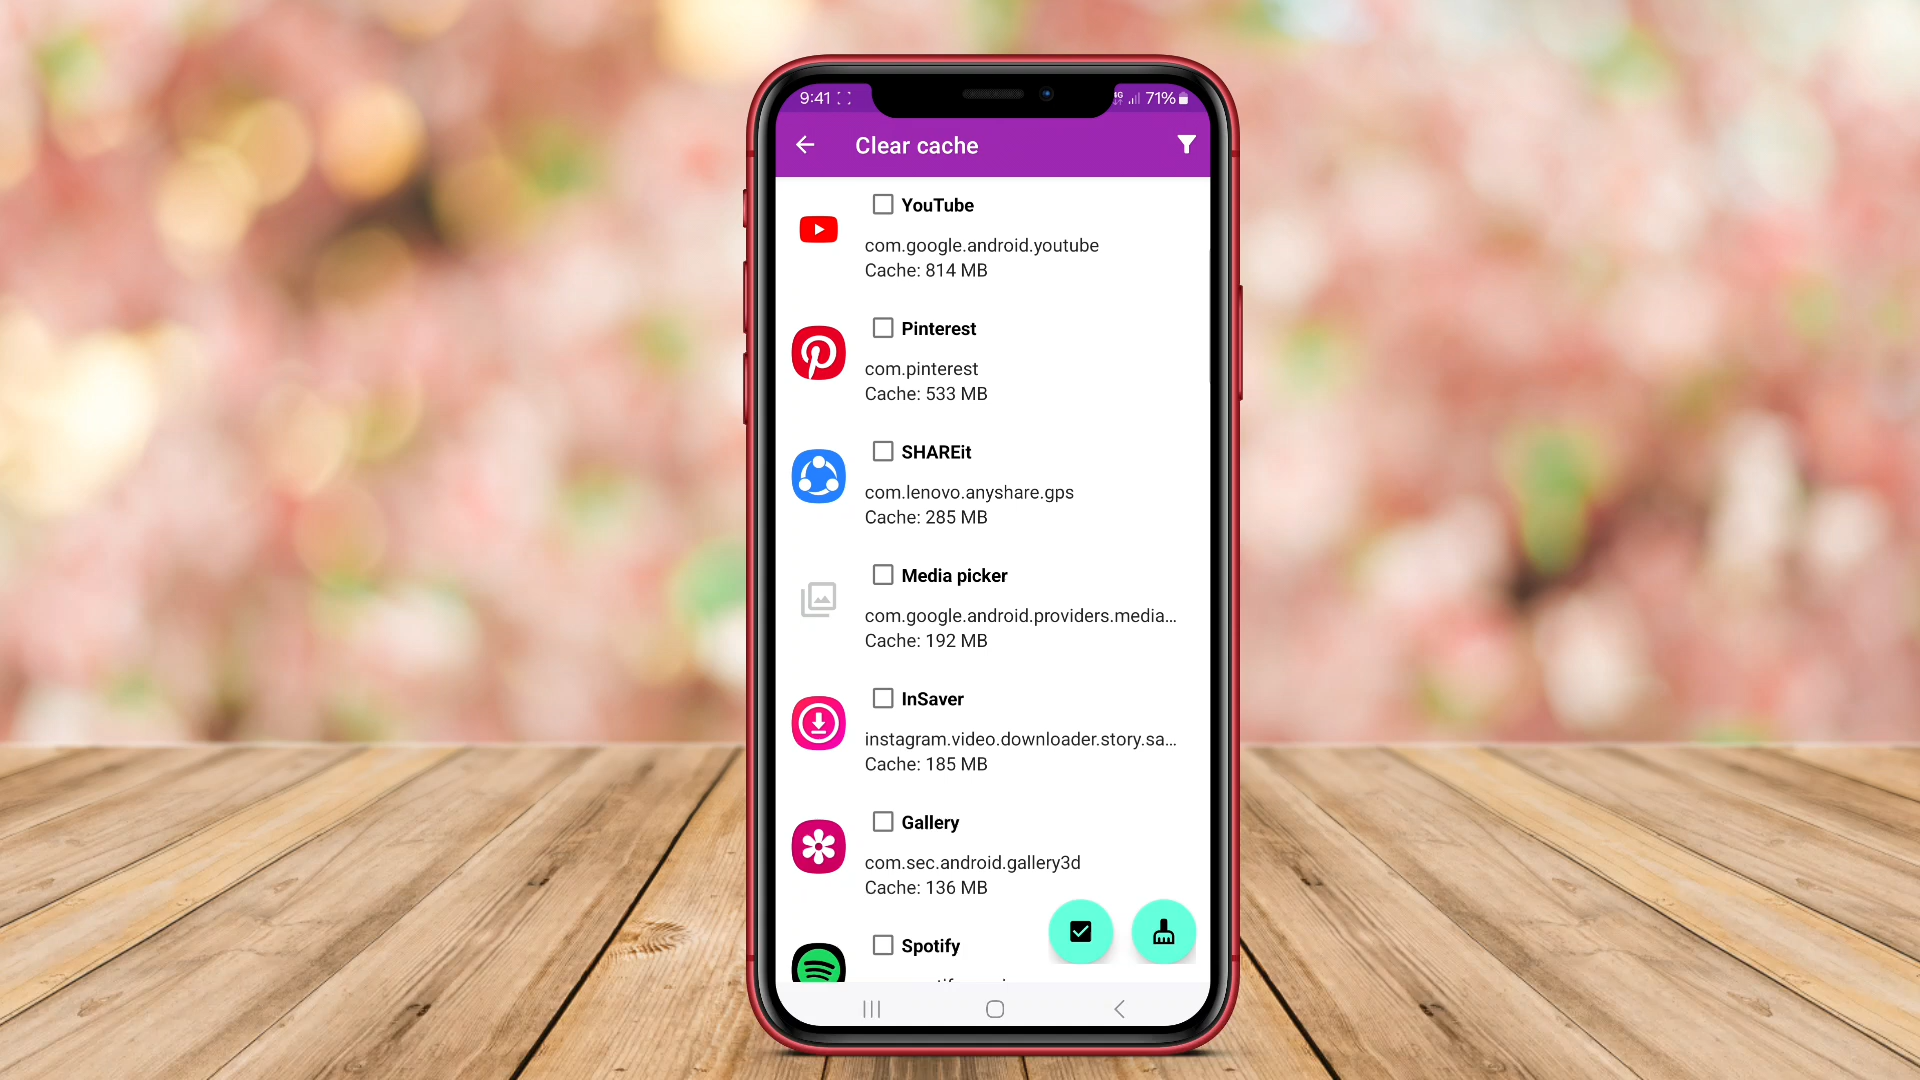 9:41 4G 71%
Clear cache
YouTube
com.google.android.youtube
Cache: 814 MB
Pinterest
com.pinterest
Cache: 533 MB
SHAREit
com.lenovo.anyshare.gps
Cache: 285 MB
Media picker
com.google.android.providers.media...
Cache: 192 MB
InSaver
instagram.video.downloader.story.sa...
Cache: 185 MB
Gallery
com.sec.android.gallery3d
Cache: 136 MB
Spotify